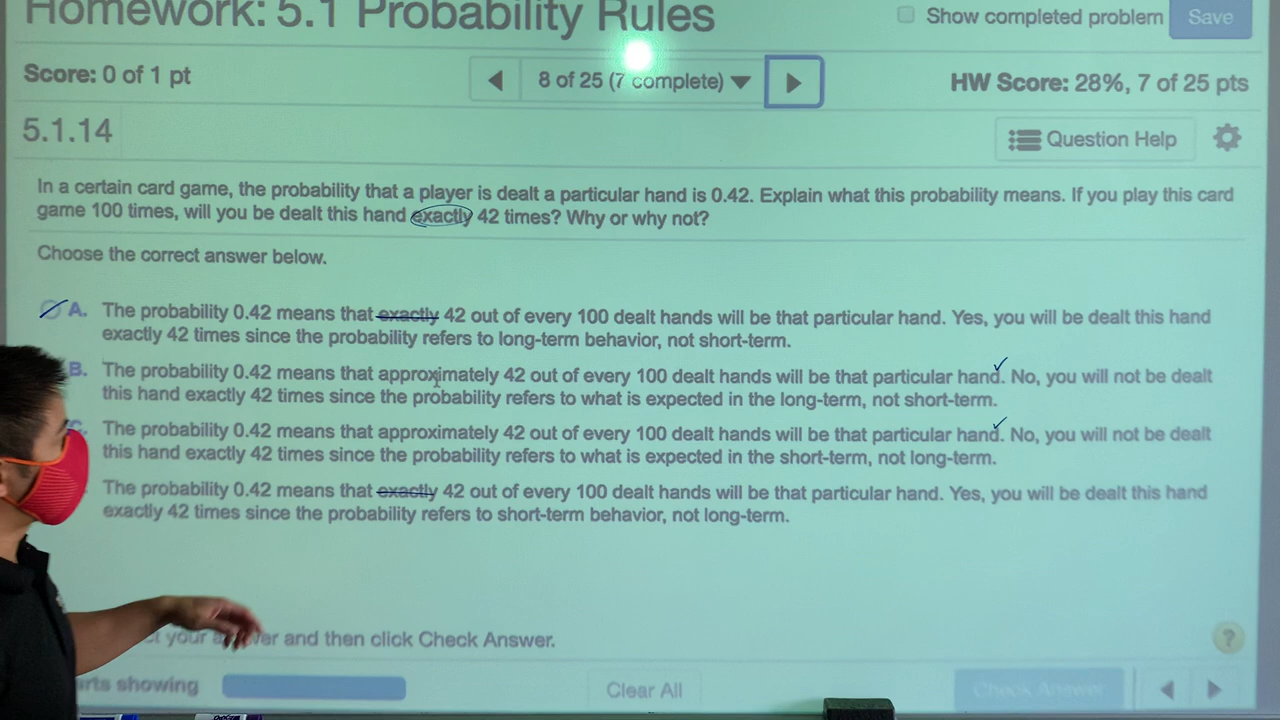 Homework: 5.1 Probability Rules
Show completed problem
Save
Score: 0 of 1 pt
8 of 25 (7 complete)
HW Score: 28%, 7 of 25 pts
5.1.14
Question Help
In a certain card game, the probability that a player is dealt a particular hand is 0.42. Explain what this probability means. If you play this card
game 100 times, will you be dealt this hand exactly 42 times? Why or why not?
Choose the correct answer below.
A. The probability 0.42 means that exactly 42 out of every 100 dealt hands will be that particular hand. Yes, you will be dealt this hand
exactly 42 times since the probability refers to long-term behavior, not short-term.
B. The probability 0.42 means that approximately 42 out of every 100 dealt hands will be that particular hand. No, you will not be dealt
this hand exactly 42 times since the probability refers to what is expected in the long-term, not short-term.
C. The probability 0.42 means that approximately 42 out of every 100 dealt hands will be that particular hand. No, you will not be dealt
this hand exactly 42 times since the probability refers to what is expected in the short-term, not long-term.
The probability 0.42 means that exactly 42 out of every 100 dealt hands will be that particular hand. Yes, you will be dealt this hand
exactly 42 times since the probability refers to short-term behavior, not long-term.
your answer and then click Check Answer.
?
showing
Clear All
Check Answer